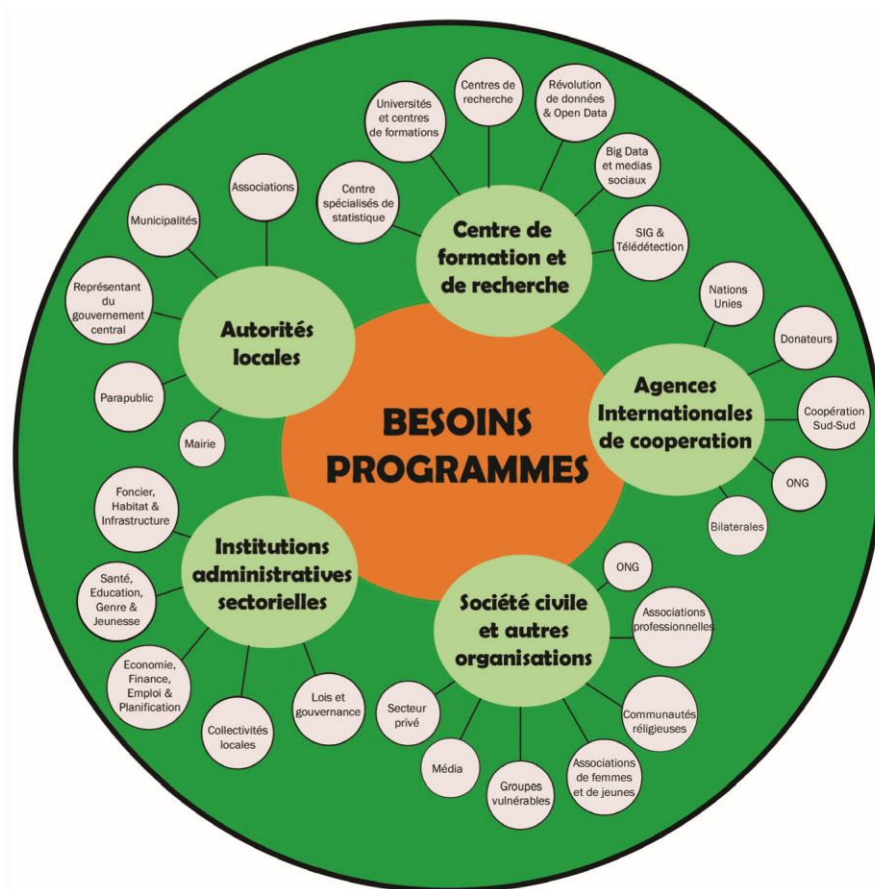 BESOINS
PROGRAMMES
Centre de
formation et
de recherche
Centre
spécialisés de
statistique
Universités
et centres
de formations
Centres de
recherche
Révolution
de données
& Open Data
Big Data
et medias
sociaux
SIG &
Télédétection
Agences
Internationales
de cooperation
Nations
Unies
Donateurs
Coopération
Sud-Sud
ONG
Bilaterales
Société civile
et autres
organisations
ONG
Associations
professionnelles
Communautés
réligieuses
Associations
de femmes
et de jeunes
Groupes
vulnérables
Média
Secteur
privé
Institutions
administratives
sectorielles
Lois et
gouvernance
Collectivités
locales
Economie,
Finance,
Emploi &
Planification
Santé,
Education,
Genre &
Jeunesse
Foncier,
Habitat &
Infrastructure
Autorités
locales
Mairie
Parapublic
Représentant
du
gouvernement
central
Municipalités
Associations